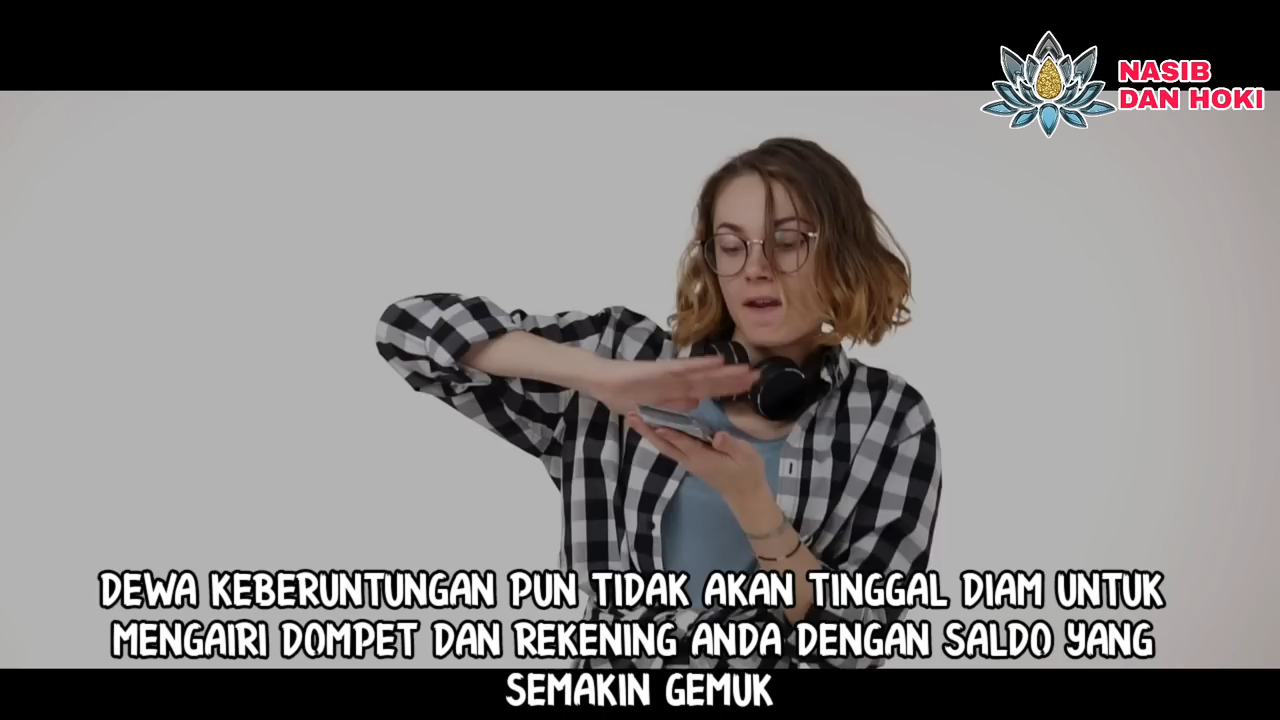 NASIB
DAN HOKI
DEWA KEBERUNTUNGAN PUN TIDAK AKAN TINGGAL DIAM UNTUK
MENGAIRI DOMPET DAN REKENING ANDA DENGAN SALDO YANG
SEMAKIN GEMUK